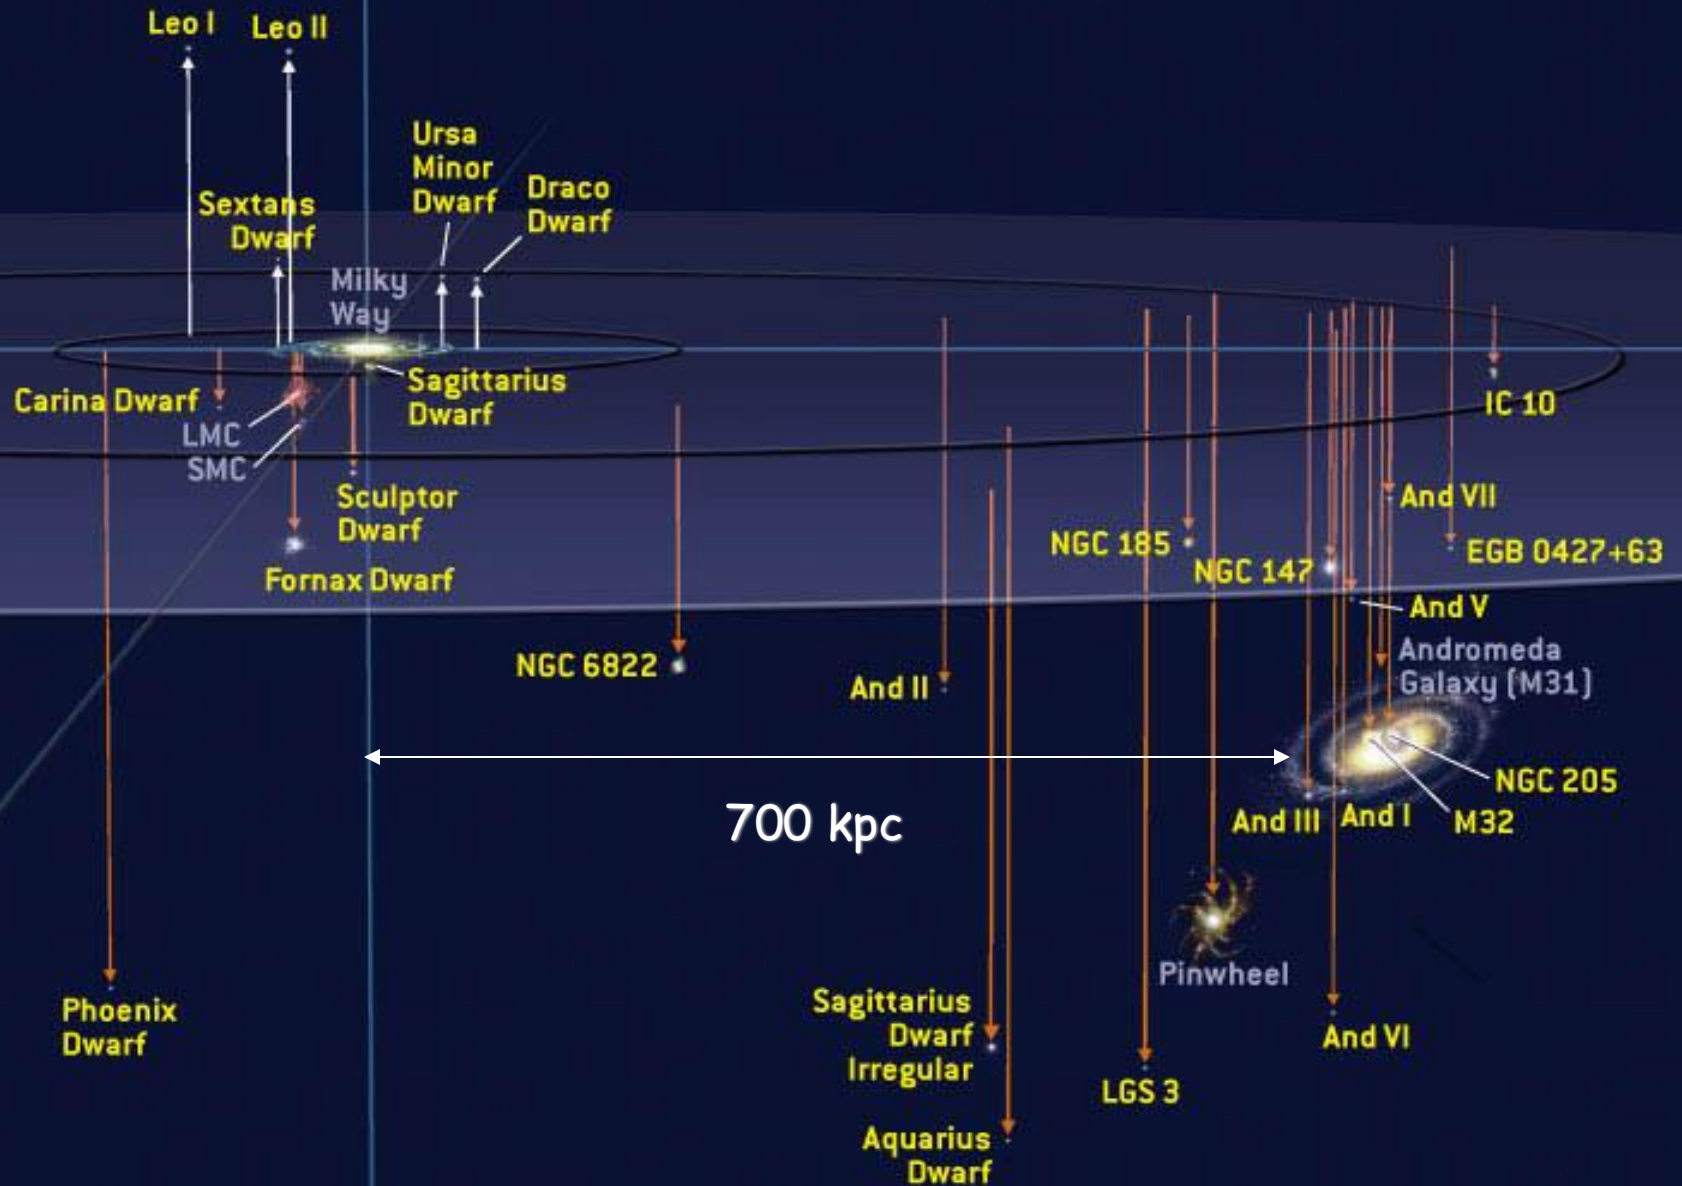 Leo I
Leo II
Ursa
Minor
Dwarf
Draco
Dwarf
Sextans
Dwarf
Milky
Way
Sagittarius
Dwarf
Carina Dwarf
LMC
SMC
IC 10
Sculptor
Dwarf
And VII
NGC 185
EGB 0427+63
NGC 147
Fornax Dwarf
And V
Andromeda
Galaxy (M31)
NGC 6822
And II
NGC 205
700 kpc
And III
And I
M32
Pinwheel
Phoenix
Dwarf
Sagittarius
Dwarf
Irregular
And VI
LGS 3
Aquarius
Dwarf